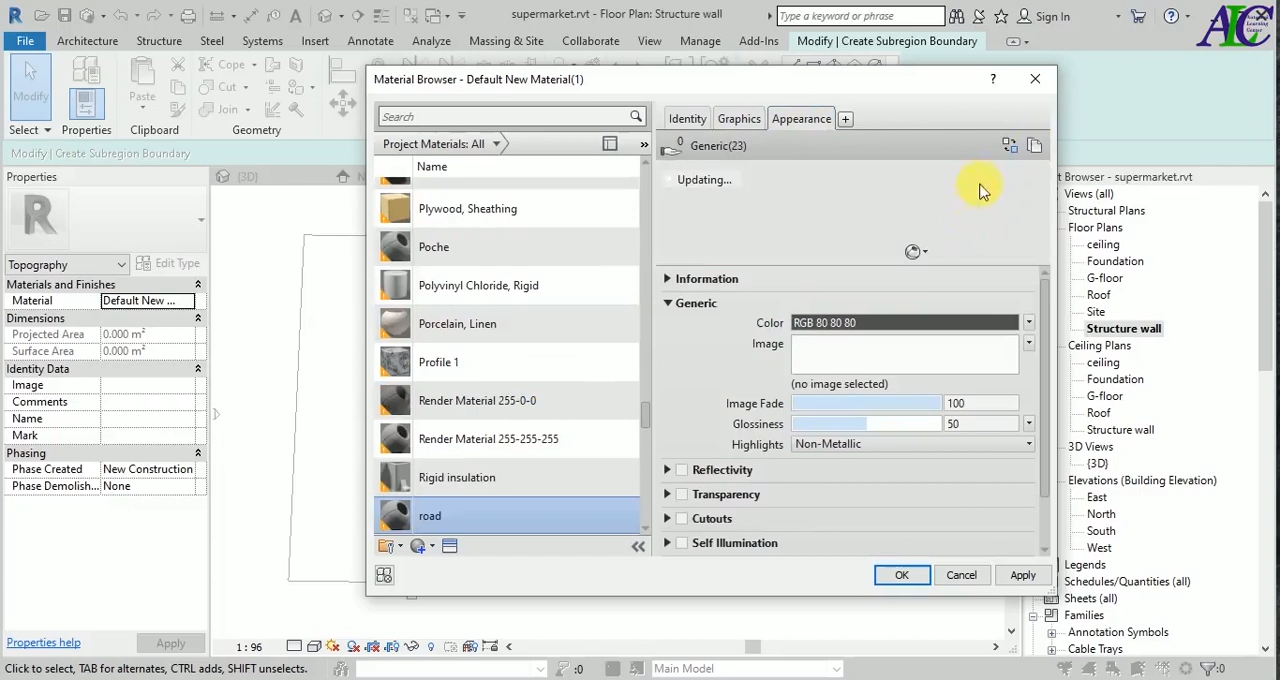 supermarket.rvt - Floor Plan: Structure wall
Type a keyword or phrase
Sign In
ALC
File Architecture Structure Steel Systems Insert Annotate Analyze Massing & Site Collaborate View Manage Add-Ins Modify | Create Subregion Boundary
Modify
Paste
Cope
Cut
Join
Select Properties Clipboard Geometry
Modify | Create Subregion Boundary
Properties
Topography
Edit Type
Materials and Finishes
Material Default New ...
Dimensions
Projected Area 0.000 m²
Surface Area 0.000 m²
Identity Data
Image
Comments
Name
Mark
Phasing
Phase Created New Construction
Phase Demolish... None
Properties help
Apply
{3D}
Material Browser - Default New Material(1)
Search
Project Materials: All
Name
Plywood, Sheathing
Poche
Polyvinyl Chloride, Rigid
Porcelain, Linen
Profile 1
Render Material 255-0-0
Render Material 255-255-255
Rigid insulation
road
Identity Graphics Appearance
0
Generic(23)
Updating...
Information
Generic
Color RGB 80 80 80
Image
(no image selected)
Image Fade 100
Glossiness 50
Highlights Non-Metallic
Reflectivity
Transparency
Cutouts
Self Illumination
OK Cancel Apply
t Browser - supermarket.rvt
Views (all)
Structural Plans
Floor Plans
ceiling
Foundation
G-floor
Roof
Site
Structure wall
Ceiling Plans
ceiling
Foundation
G-floor
Roof
Structure wall
3D Views
{3D}
Elevations (Building Elevation)
East
North
South
West
Legends
Schedules/Quantities (all)
Sheets (all)
Families
Annotation Symbols
Cable Trays
1 : 96
Click to select, TAB for alternates, CTRL adds, SHIFT unselects.
:0
Main Model
:0